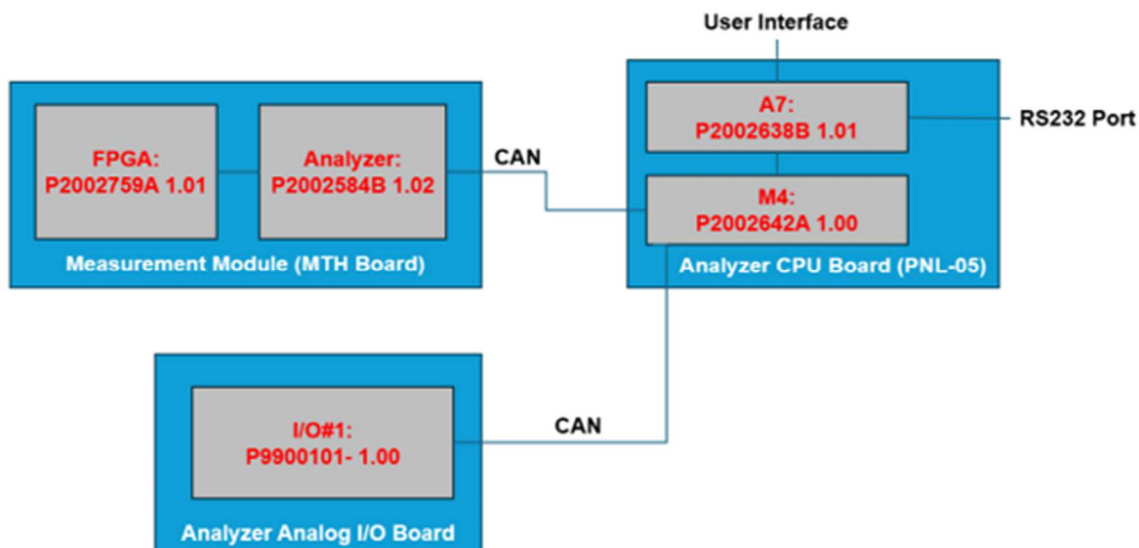 User Interface
A7:
P2002638B 1.01
RS232 Port
FPGA:
P2002759A 1.01
Analyzer:
P2002584B 1.02
CAN
M4:
P2002642A 1.00
Measurement Module (MTH Board)
Analyzer CPU Board (PNL-05)
I/O#1:
P9900101- 1.00
CAN
Analyzer Analog I/O Board